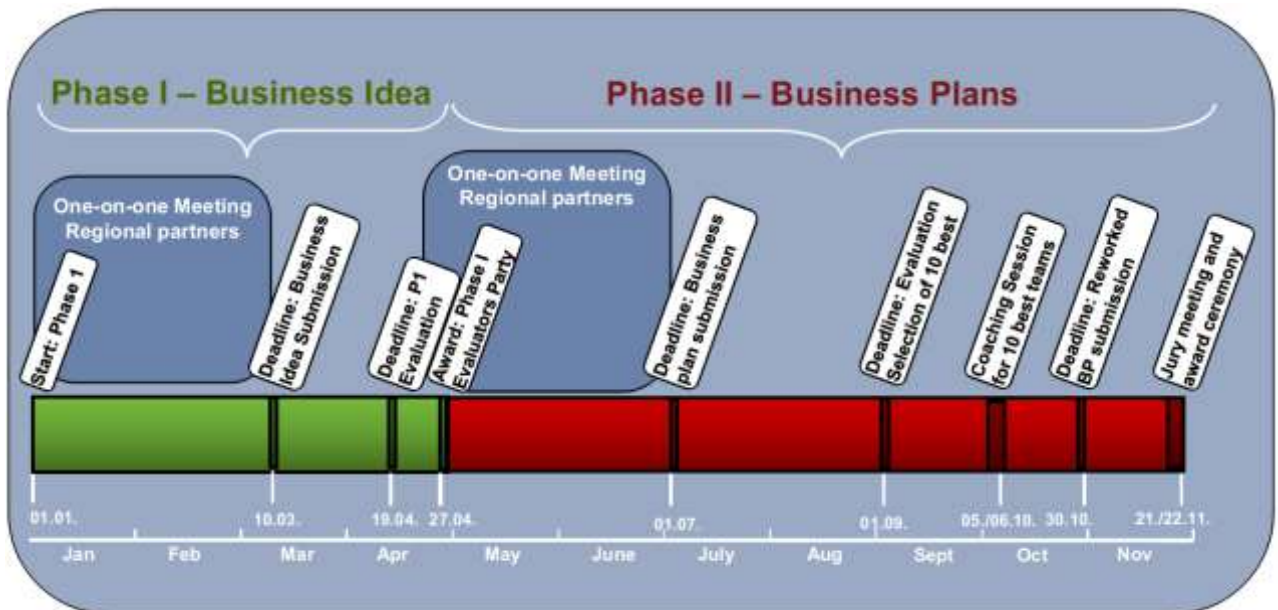 Phase I – Business Idea
Phase II – Business Plans
One-on-one Meeting
Regional partners
One-on-one Meeting
Regional partners
Start: Phase 1
Deadline: Business
Idea Submission
Deadline: P1
Evaluation
Award: Phase I
Evaluators Party
Deadline: Business
plan submission
Deadline: Evaluation
Selection of 10 best
Coaching Session
for 10 best teams
Deadline: Reworked
BP submission
Jury meeting and
award ceremony
01.01.
10.03.
19.04.
27.04.
01.07.
01.09.
05./06.10.
30.10.
21./22.11.
Jan
Feb
Mar
Apr
May
June
July
Aug
Sept
Oct
Nov